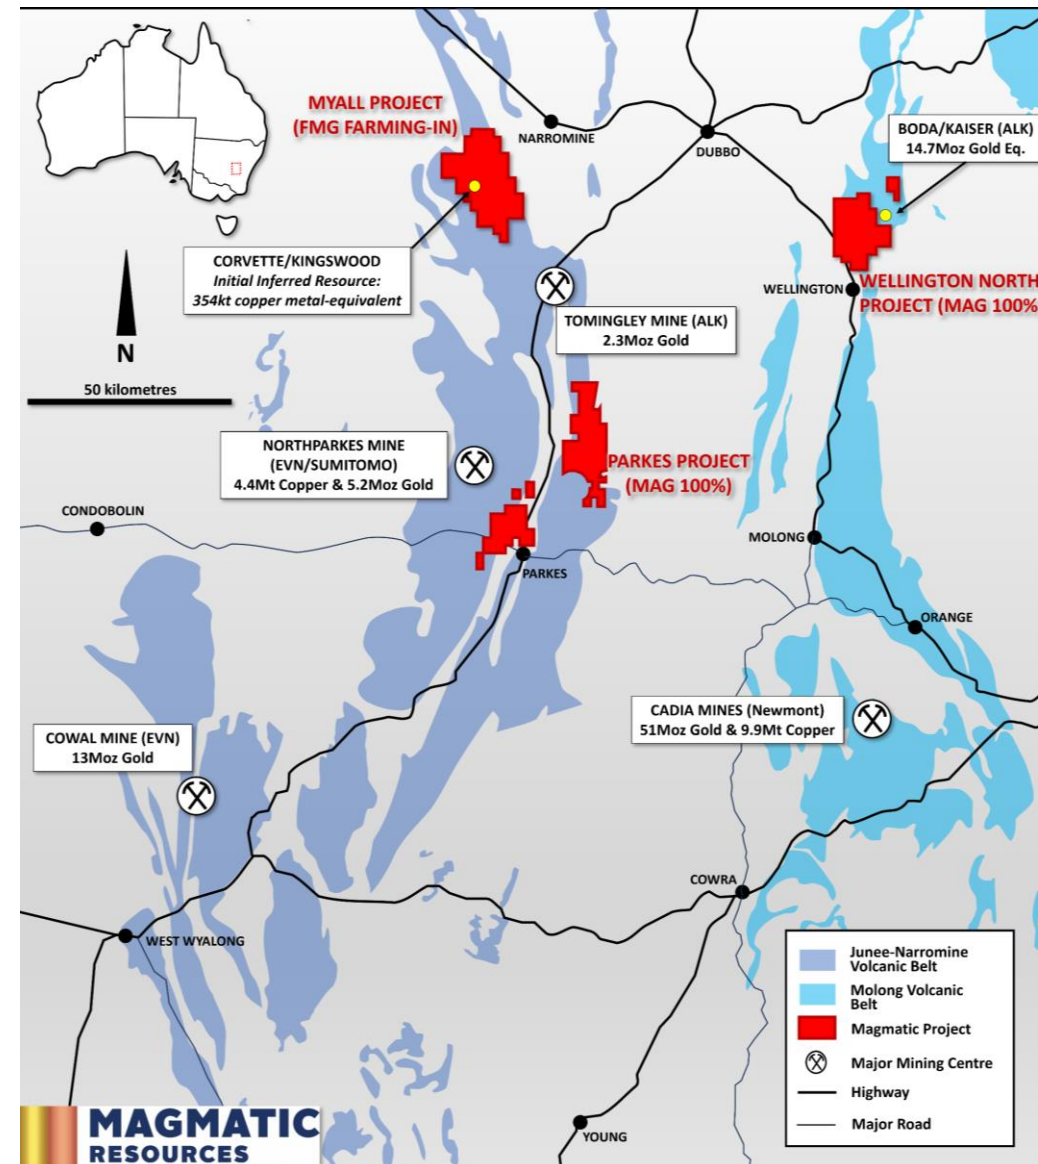 MYALL PROJECT
(FMG FARMING-IN)
NARROMINE
DUBBO
BODA/KAISER (ALK)
14.7Moz Gold Eq.
CORVETTE/KINGSWOOD
Initial Inferred Resource:
354kt copper metal-equivalent
WELLINGTON
WELLINGTON NORTH
PROJECT (MAG 100%
TOMINGLEY MINE (ALK)
2.3Moz Gold
N
50 kilometres
NORTHPARKES MINE
(EVN/SUMITOMO)
4.4Mt Copper & 5.2Moz Gold
PARKES PROJECT
(MAG 100%)
CONDOBOLIN
MOLONG
PARKES
ORANGE
CADIA MINES (Newmont)
51Moz Gold & 9.9Mt Copper
COWAL MINE (EVN)
13Moz Gold
COWRA
WEST WYALONG
Junee-Narromine
Volcanic Belt
Molong Volcanic
Belt
Magmatic Project
Major Mining Centre
Highway
Major Road
YOUNG
MAGMATIC
RESOURCES